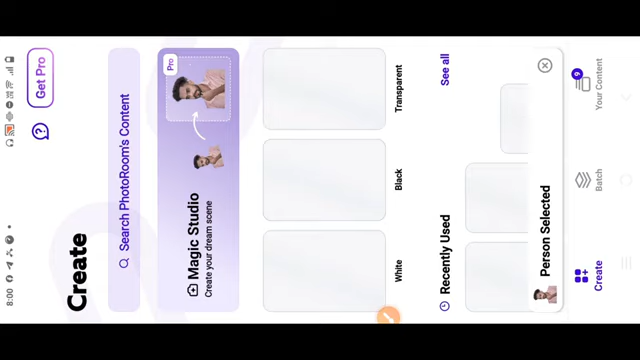 8:00
Get Pro
Create
Search PhotoRoom's Content
Magic Studio
Create your dream scene
Pro
White
Black
Transparent
Recently Used
See all
Person Selected
Create
Batch
Your Content
9